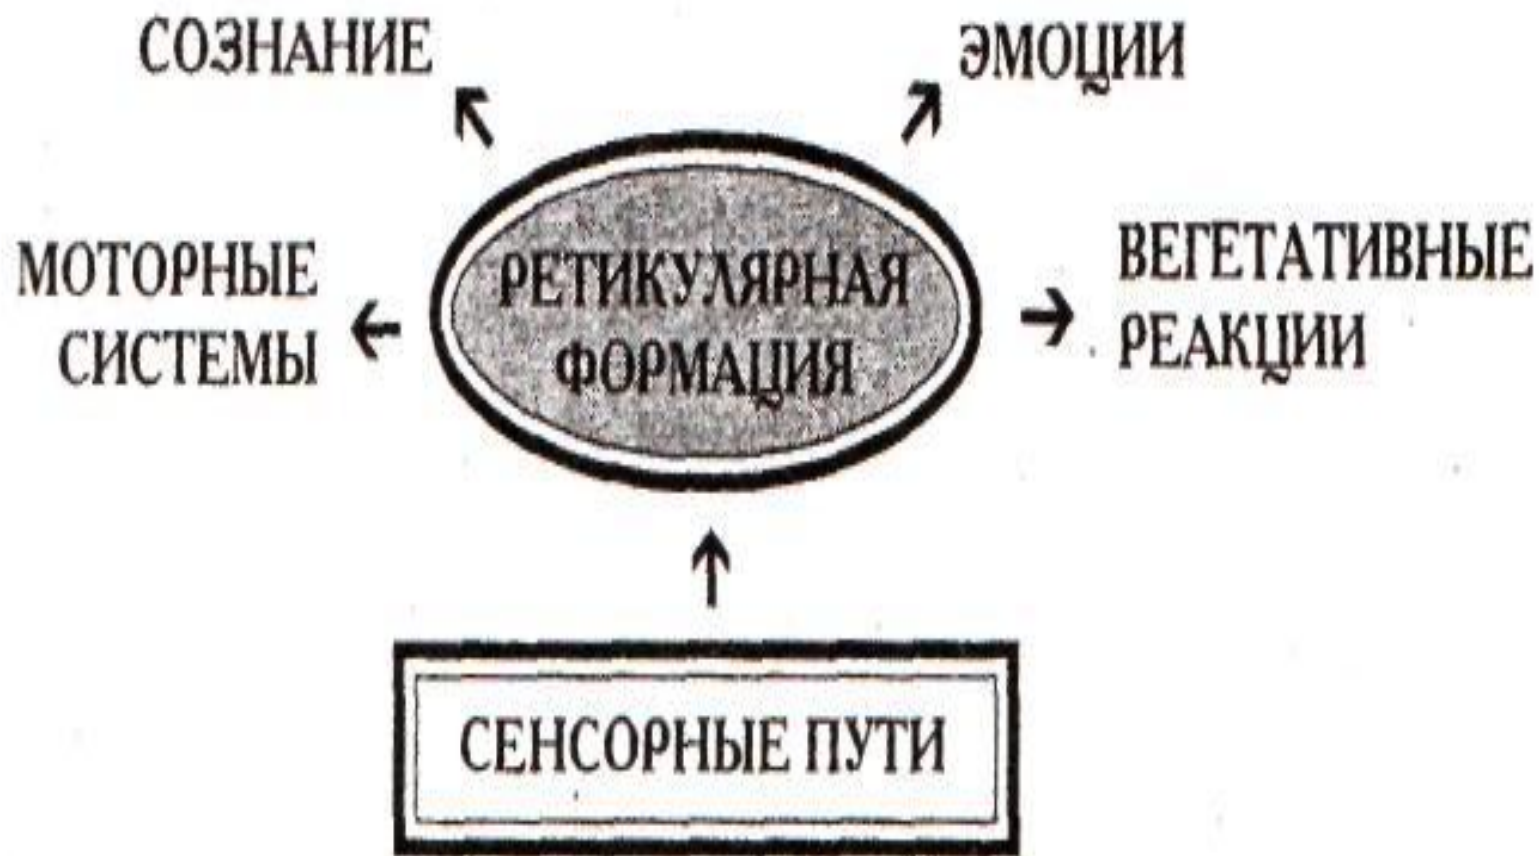 СОЗНАНИЕ
ЭМОЦИИ
МОТОРНЫЕ
СИСТЕМЫ
РЕТИКУЛЯРНАЯ
ФОРМАЦИЯ
ВЕГЕТАТИВНЫЕ
РЕАКЦИИ
СЕНСОРНЫЕ ПУТИ